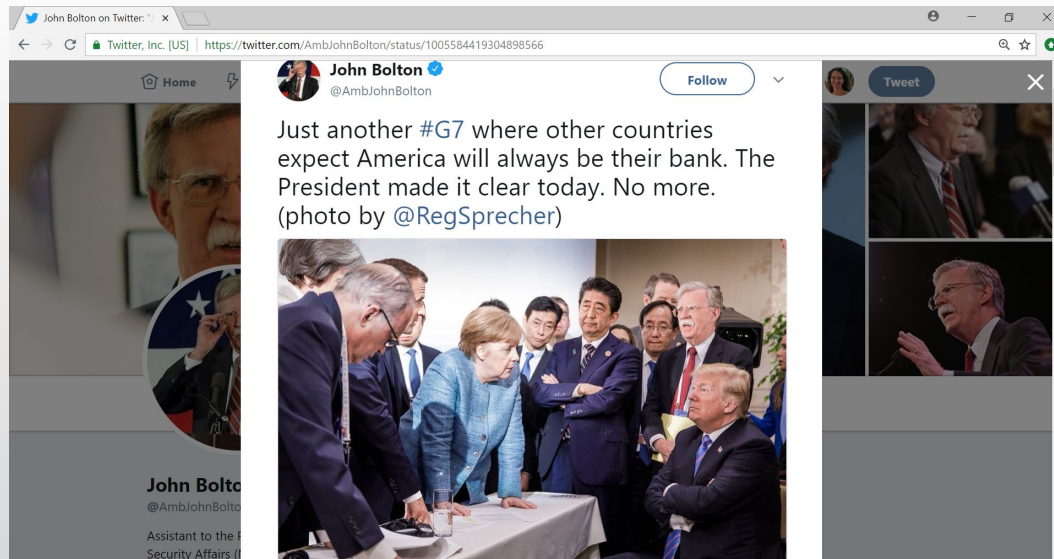 John Bolton on Twitter: "J
Twitter, Inc. [US] https://twitter.com/AmbJohnBolton/status/1005584419304898566
Home
Tweet
John Bolton
@AmbJohnBolton
Follow
Just another #G7 where other countries
expect America will always be their bank. The
President made it clear today. No more.
(photo by @RegSprecher)
John Bolto
@AmbJohnBolto
Assistant to the
Security Affairs